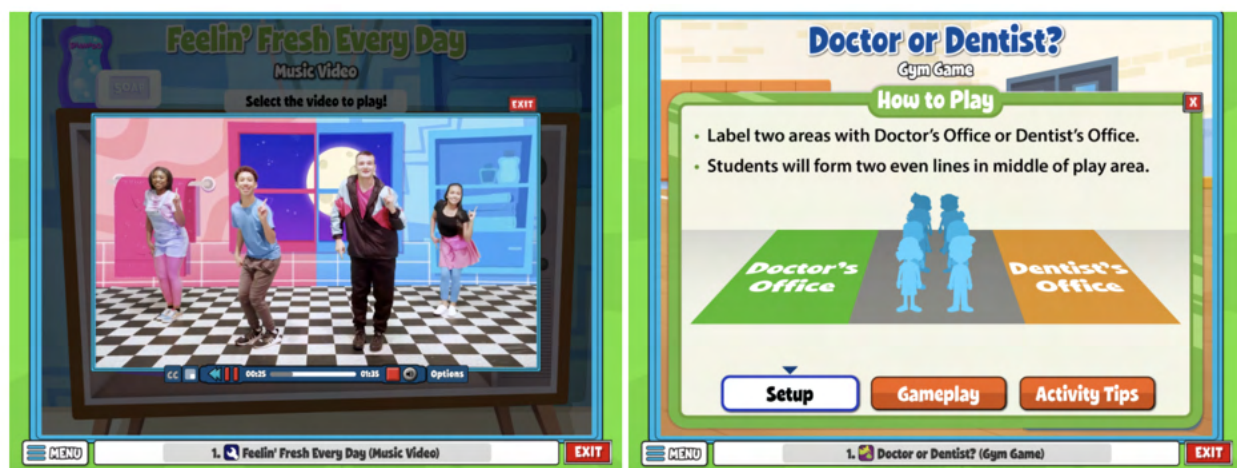 Feelin' Fresh Every Day
Music Video
SOAP
Select the video to play!
EXIT
CC
00:25
01:35
Options
MENU
1. Feelin' Fresh Every Day (Music Video)
EXIT
Doctor or Dentist?
Gym Game
How to Play
X
• Label two areas with Doctor's Office or Dentist's Office.
• Students will form two even lines in middle of play area.
Doctor's
Office
Dentist's
Office
Setup
Gameplay
Activity Tips
MENU
1. Doctor or Dentist? (Gym Game)
EXIT